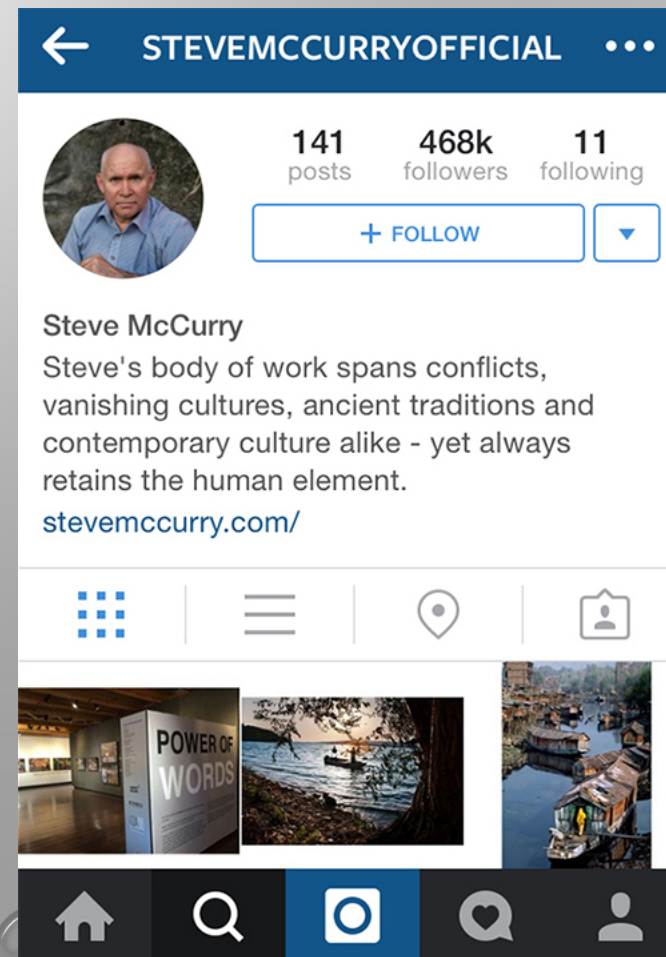 STEVEMCCURRYOFFICIAL
141 468k 11
posts followers following
+ FOLLOW
Steve McCurry
Steve's body of work spans conflicts,
vanishing cultures, ancient traditions and
contemporary culture alike - yet always
retains the human element.
stevemccurry.com/
POWER OF
WORDS